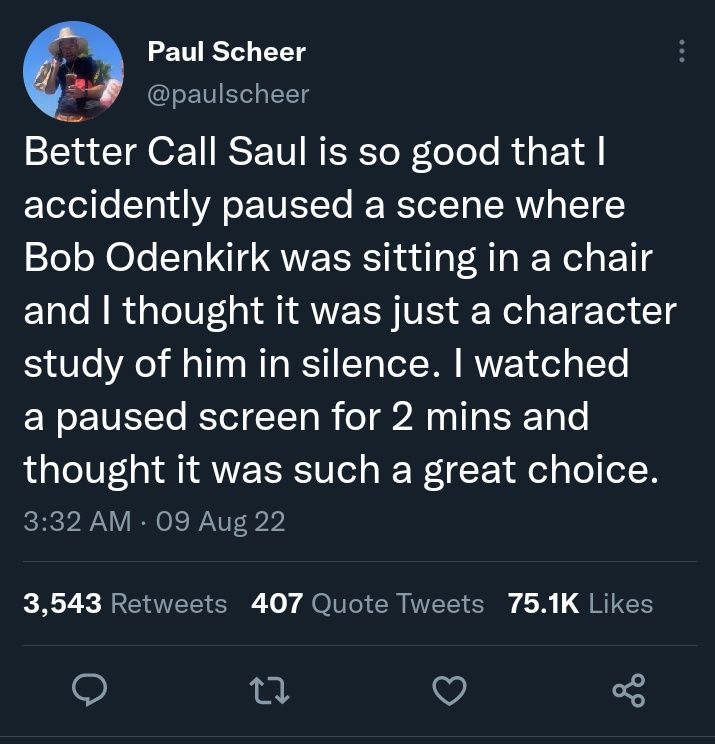 Paul Scheer
@paulscheer
Better Call Saul is so good that I
accidently paused a scene where
Bob Odenkirk was sitting in a chair
and I thought it was just a character
study of him in silence. I watched
a paused screen for 2 mins and
thought it was such a great choice.
3:32 AM · 09 Aug 22
3,543 Retweets 407 Quote Tweets 75.1K Likes